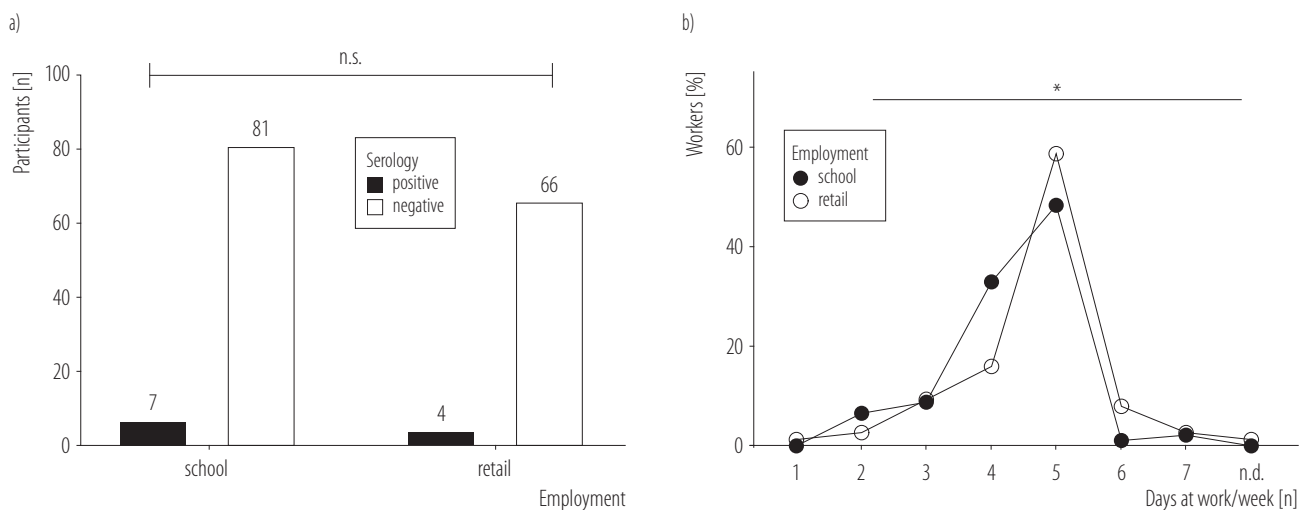 a)
Participants [n]
100
80
60
40
20
0
n.s.
7
81
4
66
Serology
positive
negative
school
retail
Employment
b)
Workers [%]
60
40
20
0
*
Employment
school
retail
1 2 3 4 5 6 7 n.d.
Days at work/week [n]